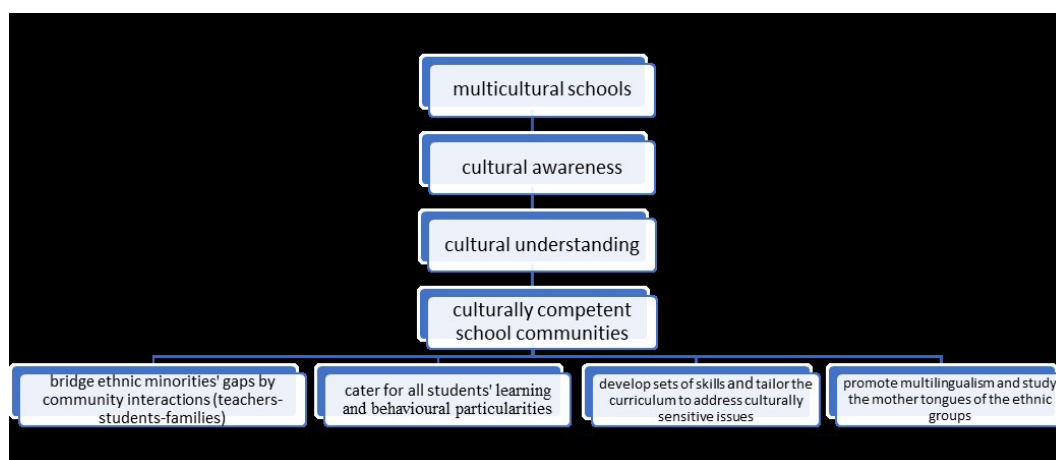 multicultural schools
cultural awareness
cultural understanding
culturally competent
school communities
bridge ethnic minorities' gaps by
community interactions (teachers-
students-families)
cater for all students' learning
and behavioural particularities
develop sets of skills and tailor the
curriculum to address culturally
sensitive issues
promote multilingualism and study
the mother tongues of the ethnic
groups